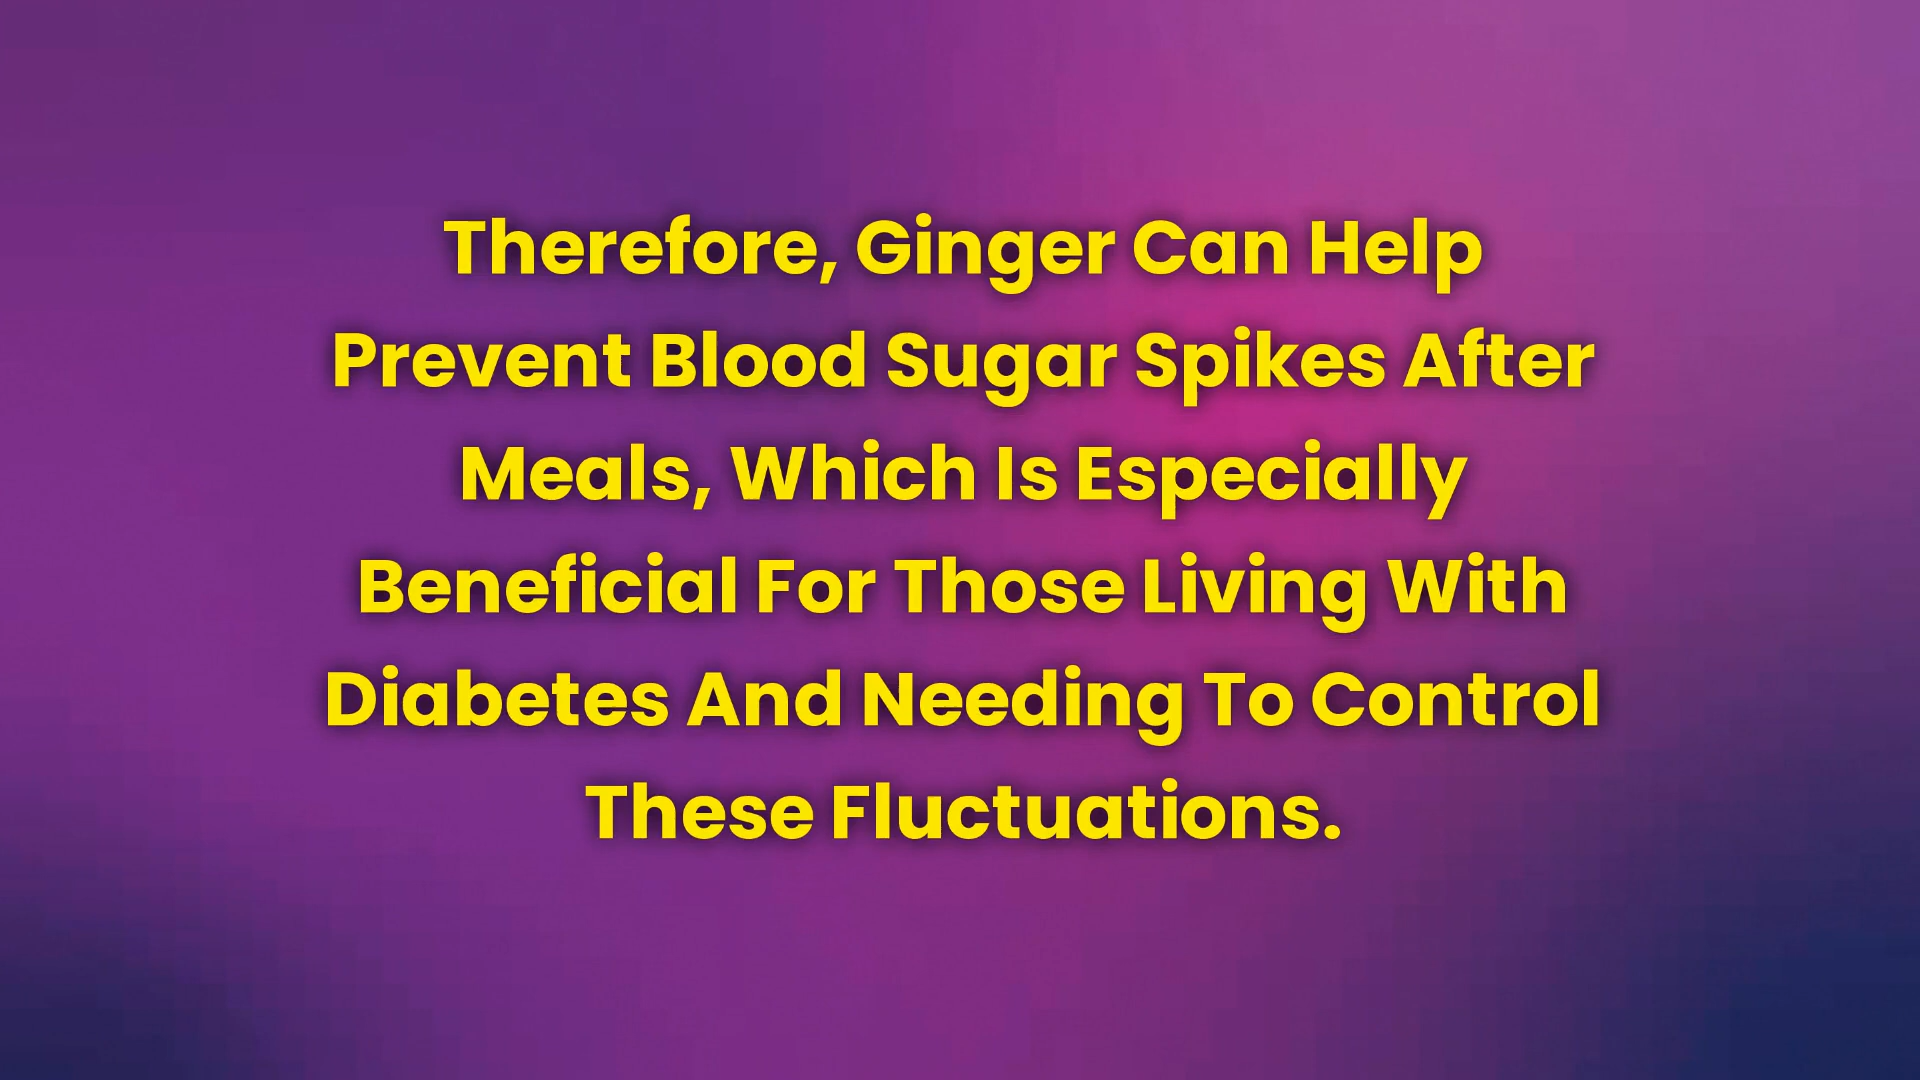 Therefore, Ginger Can Help
Prevent Blood Sugar Spikes After
Meals, Which Is Especially
Beneficial For Those Living With
Diabetes And Needing To Control
These Fluctuations.